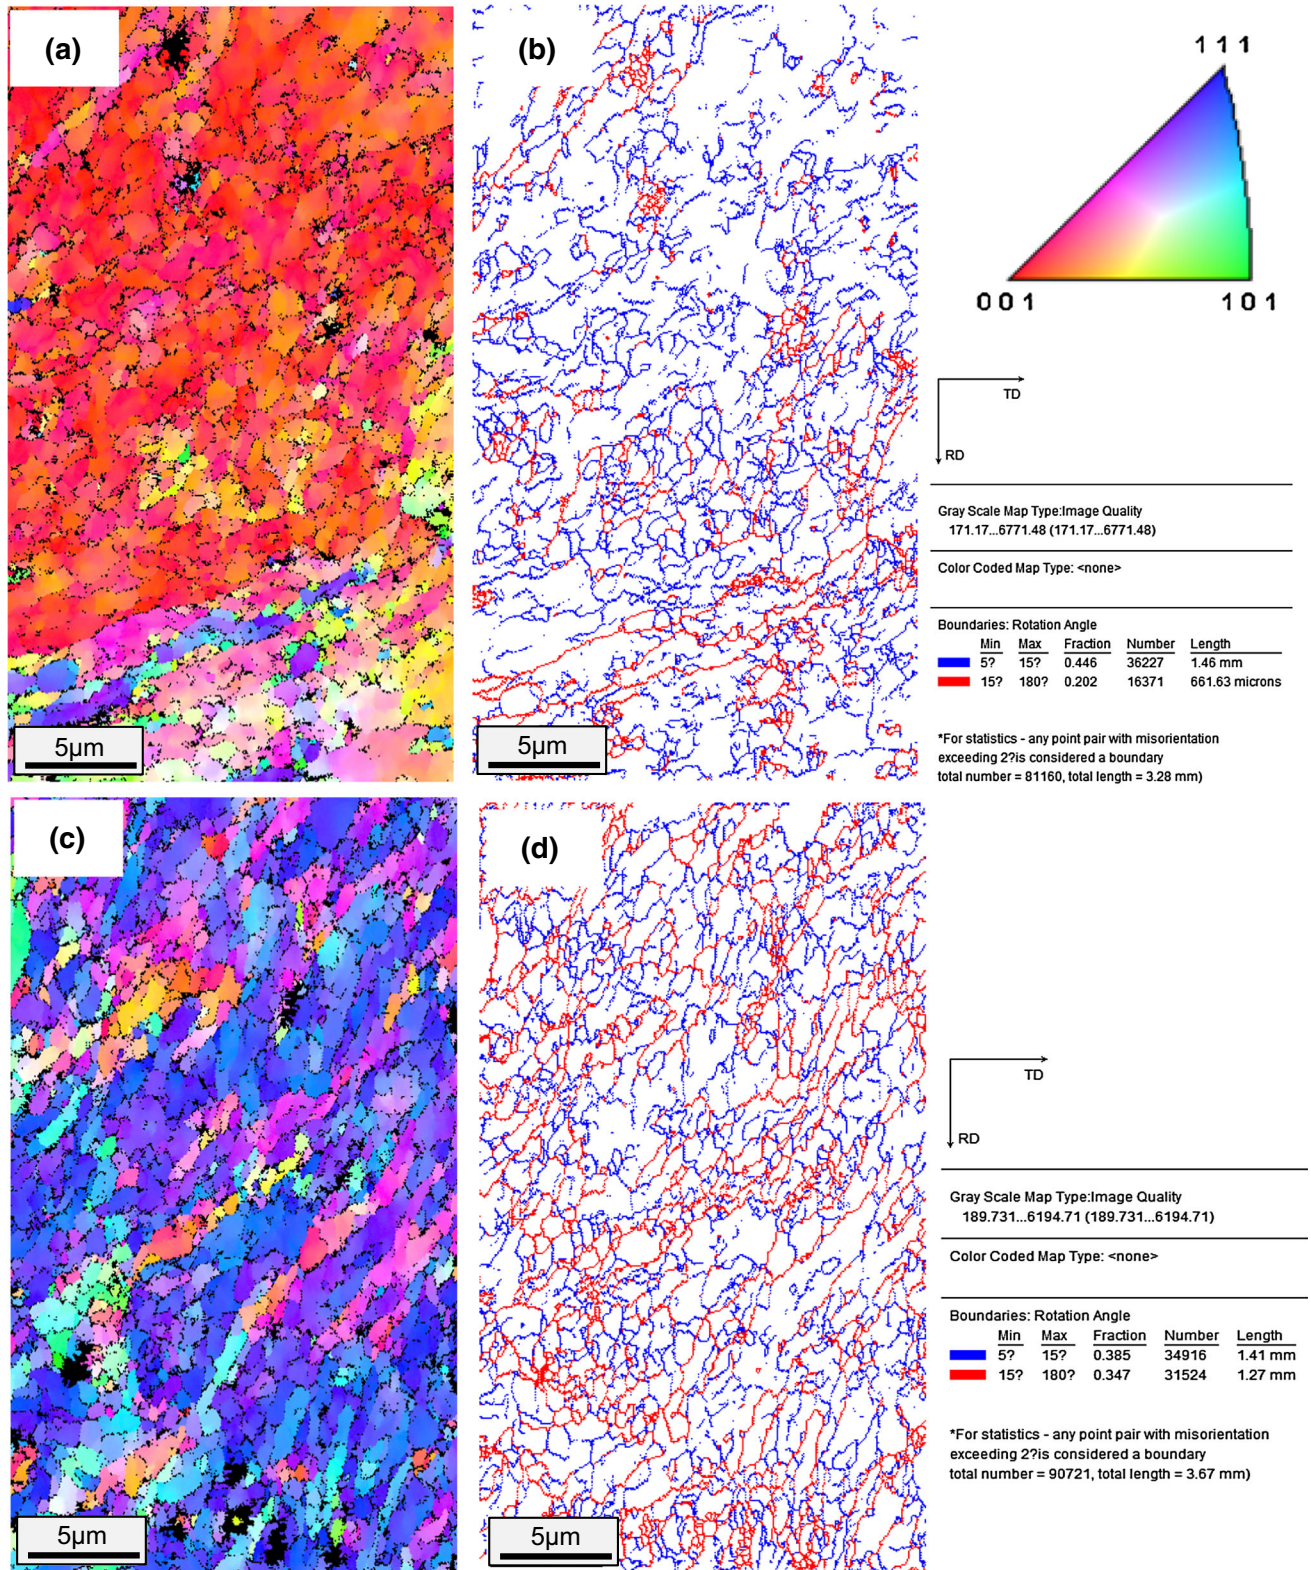 (a)
(b)
1 1 1
0 0 1
1 0 1
TD
RD
Gray Scale Map Type:Image Quality
171.17...6771.48 (171.17...6771.48)
Color Coded Map Type: <none>
Boundaries: Rotation Angle
Min Max Fraction Number Length
5? 15? 0.446 36227 1.46 mm
15? 180? 0.202 16371 661.63 microns
*For statistics - any point pair with misorientation
exceeding 2?is considered a boundary
total number = 81160, total length = 3.28 mm)
5µm
5µm
(c)
(d)
TD
RD
Gray Scale Map Type:Image Quality
189.731...6194.71 (189.731...6194.71)
Color Coded Map Type: <none>
Boundaries: Rotation Angle
Min Max Fraction Number Length
5? 15? 0.385 34916 1.41 mm
15? 180? 0.347 31524 1.27 mm
*For statistics - any point pair with misorientation
exceeding 2?is considered a boundary
total number = 90721, total length = 3.67 mm)
5µm
5µm